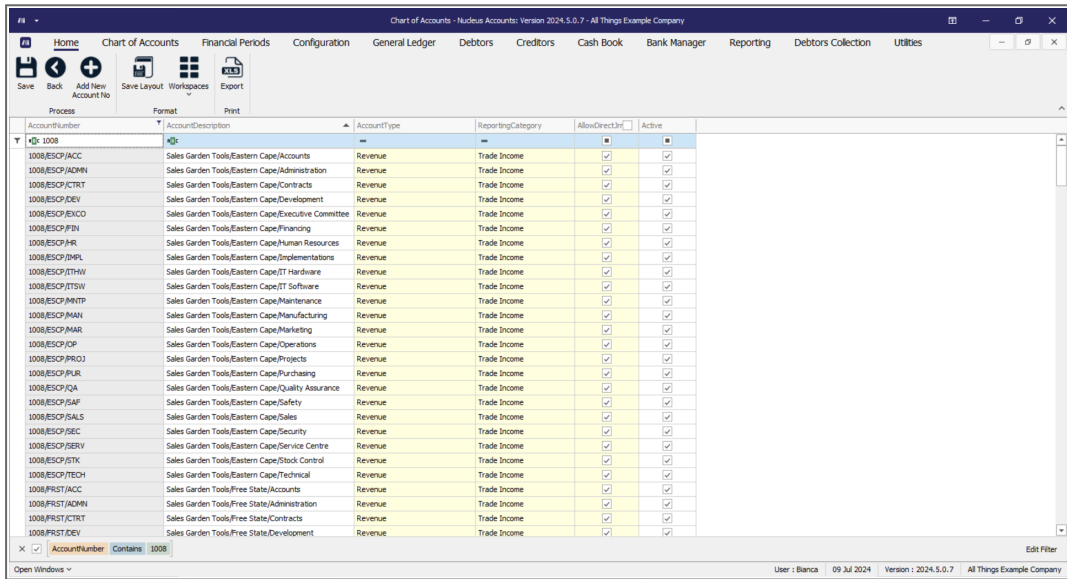 Chart of Accounts - Nucleus Accounts: Version 2024.5.0.7 - All Things Example Company
Home Chart of Accounts Financial Periods Configuration General Ledger Debtors Creditors Cash Book Bank Manager Reporting Debtors Collection Utilities
Save Back Add New Account No Save Layout Workspaces XLS Export
Process Format Print
AccountNumber AccountDescription AccountType ReportingCategory AllowDirectJrn Active
1008
1008/ESCP/ACC Sales Garden Tools/Eastern Cape/Accounts Revenue Trade Income
1008/ESCP/ADMN Sales Garden Tools/Eastern Cape/Administration Revenue Trade Income
1008/ESCP/CTRT Sales Garden Tools/Eastern Cape/Contracts Revenue Trade Income
1008/ESCP/DEV Sales Garden Tools/Eastern Cape/Development Revenue Trade Income
1008/ESCP/EXCO Sales Garden Tools/Eastern Cape/Executive Committee Revenue Trade Income
1008/ESCP/FIN Sales Garden Tools/Eastern Cape/Financing Revenue Trade Income
1008/ESCP/HR Sales Garden Tools/Eastern Cape/Human Resources Revenue Trade Income
1008/ESCP/IMPL Sales Garden Tools/Eastern Cape/Implementations Revenue Trade Income
1008/ESCP/ITHW Sales Garden Tools/Eastern Cape/IT Hardware Revenue Trade Income
1008/ESCP/ITSW Sales Garden Tools/Eastern Cape/IT Software Revenue Trade Income
1008/ESCP/MNTP Sales Garden Tools/Eastern Cape/Maintenance Revenue Trade Income
1008/ESCP/MAN Sales Garden Tools/Eastern Cape/Manufacturing Revenue Trade Income
1008/ESCP/MAR Sales Garden Tools/Eastern Cape/Marketing Revenue Trade Income
1008/ESCP/OP Sales Garden Tools/Eastern Cape/Operations Revenue Trade Income
1008/ESCP/PROJ Sales Garden Tools/Eastern Cape/Projects Revenue Trade Income
1008/ESCP/PUR Sales Garden Tools/Eastern Cape/Purchasing Revenue Trade Income
1008/ESCP/QA Sales Garden Tools/Eastern Cape/Quality Assurance Revenue Trade Income
1008/ESCP/SAF Sales Garden Tools/Eastern Cape/Safety Revenue Trade Income
1008/ESCP/SALS Sales Garden Tools/Eastern Cape/Sales Revenue Trade Income
1008/ESCP/SEC Sales Garden Tools/Eastern Cape/Security Revenue Trade Income
1008/ESCP/SERV Sales Garden Tools/Eastern Cape/Service Centre Revenue Trade Income
1008/ESCP/STK Sales Garden Tools/Eastern Cape/Stock Control Revenue Trade Income
1008/ESCP/TECH Sales Garden Tools/Eastern Cape/Technical Revenue Trade Income
1008/FRST/ACC Sales Garden Tools/Free State/Accounts Revenue Trade Income
1008/FRST/ADMN Sales Garden Tools/Free State/Administration Revenue Trade Income
1008/FRST/CTRT Sales Garden Tools/Free State/Contracts Revenue Trade Income
1008/FRST/DEV Sales Garden Tools/Free State/Development Revenue Trade Income
AccountNumber Contains 1008 Edit Filter
Open Windows User : Bianca 09 Jul 2024 Version : 2024.5.0.7 All Things Example Company